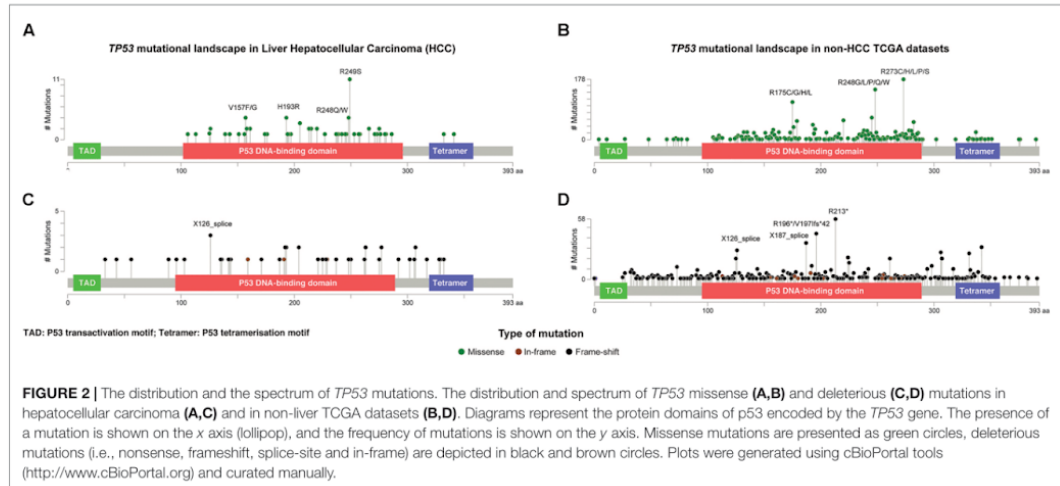 A
TP53 mutational landscape in Liver Hepatocellular Carcinoma (HCC)
11
# Mutations
0
V157F/G
H193R
R249S
R248Q/W
TAD
P53 DNA-binding domain
Tetramer
100
200
300
393 aa
B
TP53 mutational landscape in non-HCC TCGA datasets
178
# Mutations
0
R175C/G/H/L
R248G/L/P/Q/W
R273C/H/L/P/S
TAD
P53 DNA-binding domain
Tetramer
0
100
200
300
393 aa
C
5
# Mutations
0
X126_splice
TAD
P53 DNA-binding domain
Tetramer
0
100
200
300
393 aa
D
58
# Mutations
0
X126_splice
X187_splice
R196*/V197Ifs*42
R213*
TAD
P53 DNA-binding domain
Tetramer
0
100
200
300
393 aa
TAD: P53 transactivation motif; Tetramer: P53 tetramerisation motif
Type of mutation
Missense
In-frame
Frame-shift
FIGURE 2 | The distribution and the spectrum of TP53 mutations. The distribution and spectrum of TP53 missense (A,B) and deleterious (C,D) mutations in
hepatocellular carcinoma (A,C) and in non-liver TCGA datasets (B,D). Diagrams represent the protein domains of p53 encoded by the TP53 gene. The presence of
a mutation is shown on the x axis (lollipop), and the frequency of mutations is shown on the y axis. Missense mutations are presented as green circles, deleterious
mutations (i.e., nonsense, frameshift, splice-site and in-frame) are depicted in black and brown circles. Plots were generated using cBioPortal tools
(http://www.cBioPortal.org) and curated manually.